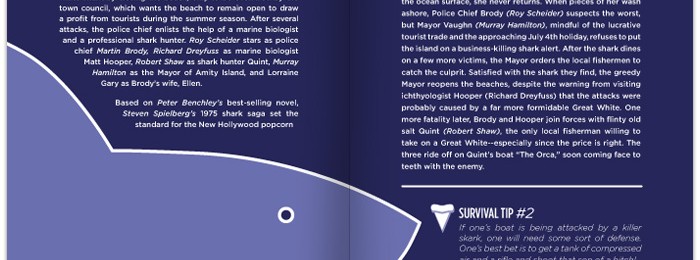 town council, which wants the beach to remain open to draw
a profit from tourists during the summer season. After several
attacks, the police chief enlists the help of a marine biologist
and a professional shark hunter. Roy Scheider stars as police
chief Martin Brody, Richard Dreyfuss as marine biologist
Matt Hooper, Robert Shaw as shark hunter Quint, Murray
Hamilton as the Mayor of Amity Island, and Lorraine
Gary as Brody's wife, Ellen.
Based on Peter Benchley's best-selling novel,
Steven Spielberg's 1975 shark saga set the
standard for the New Hollywood popcorn
the ocean surface, she never returns. When pieces of her wash
ashore, Police Chief Brody (Roy Scheider) suspects the worst,
but Mayor Vaughn (Murray Hamilton), mindful of the lucrative
tourist trade and the approaching July 4th holiday, refuses to put
the island on a business-killing shark alert. After the shark dines
on a few more victims, the Mayor orders the local fishermen to
catch the culprit. Satisfied with the shark they find, the greedy
Mayor reopens the beaches, despite the warning from visiting
ichthyologist Hooper (Richard Dreyfuss) that the attacks were
probably caused by a far more formidable Great White. One
more fatality later, Brody and Hooper join forces with flinty old
salt Quint (Robert Shaw), the only local fisherman willing to
take on a Great White--especially since the price is right. The
three ride off on Quint's boat "The Orca," soon coming face to
teeth with the enemy.
SURVIVAL TIP #2
If one's boat is being attacked by a killer
skark, one will need some sort of defense.
One's best bet is to get a tank of compressed
air and a rifle and shoot that son of a bitch!